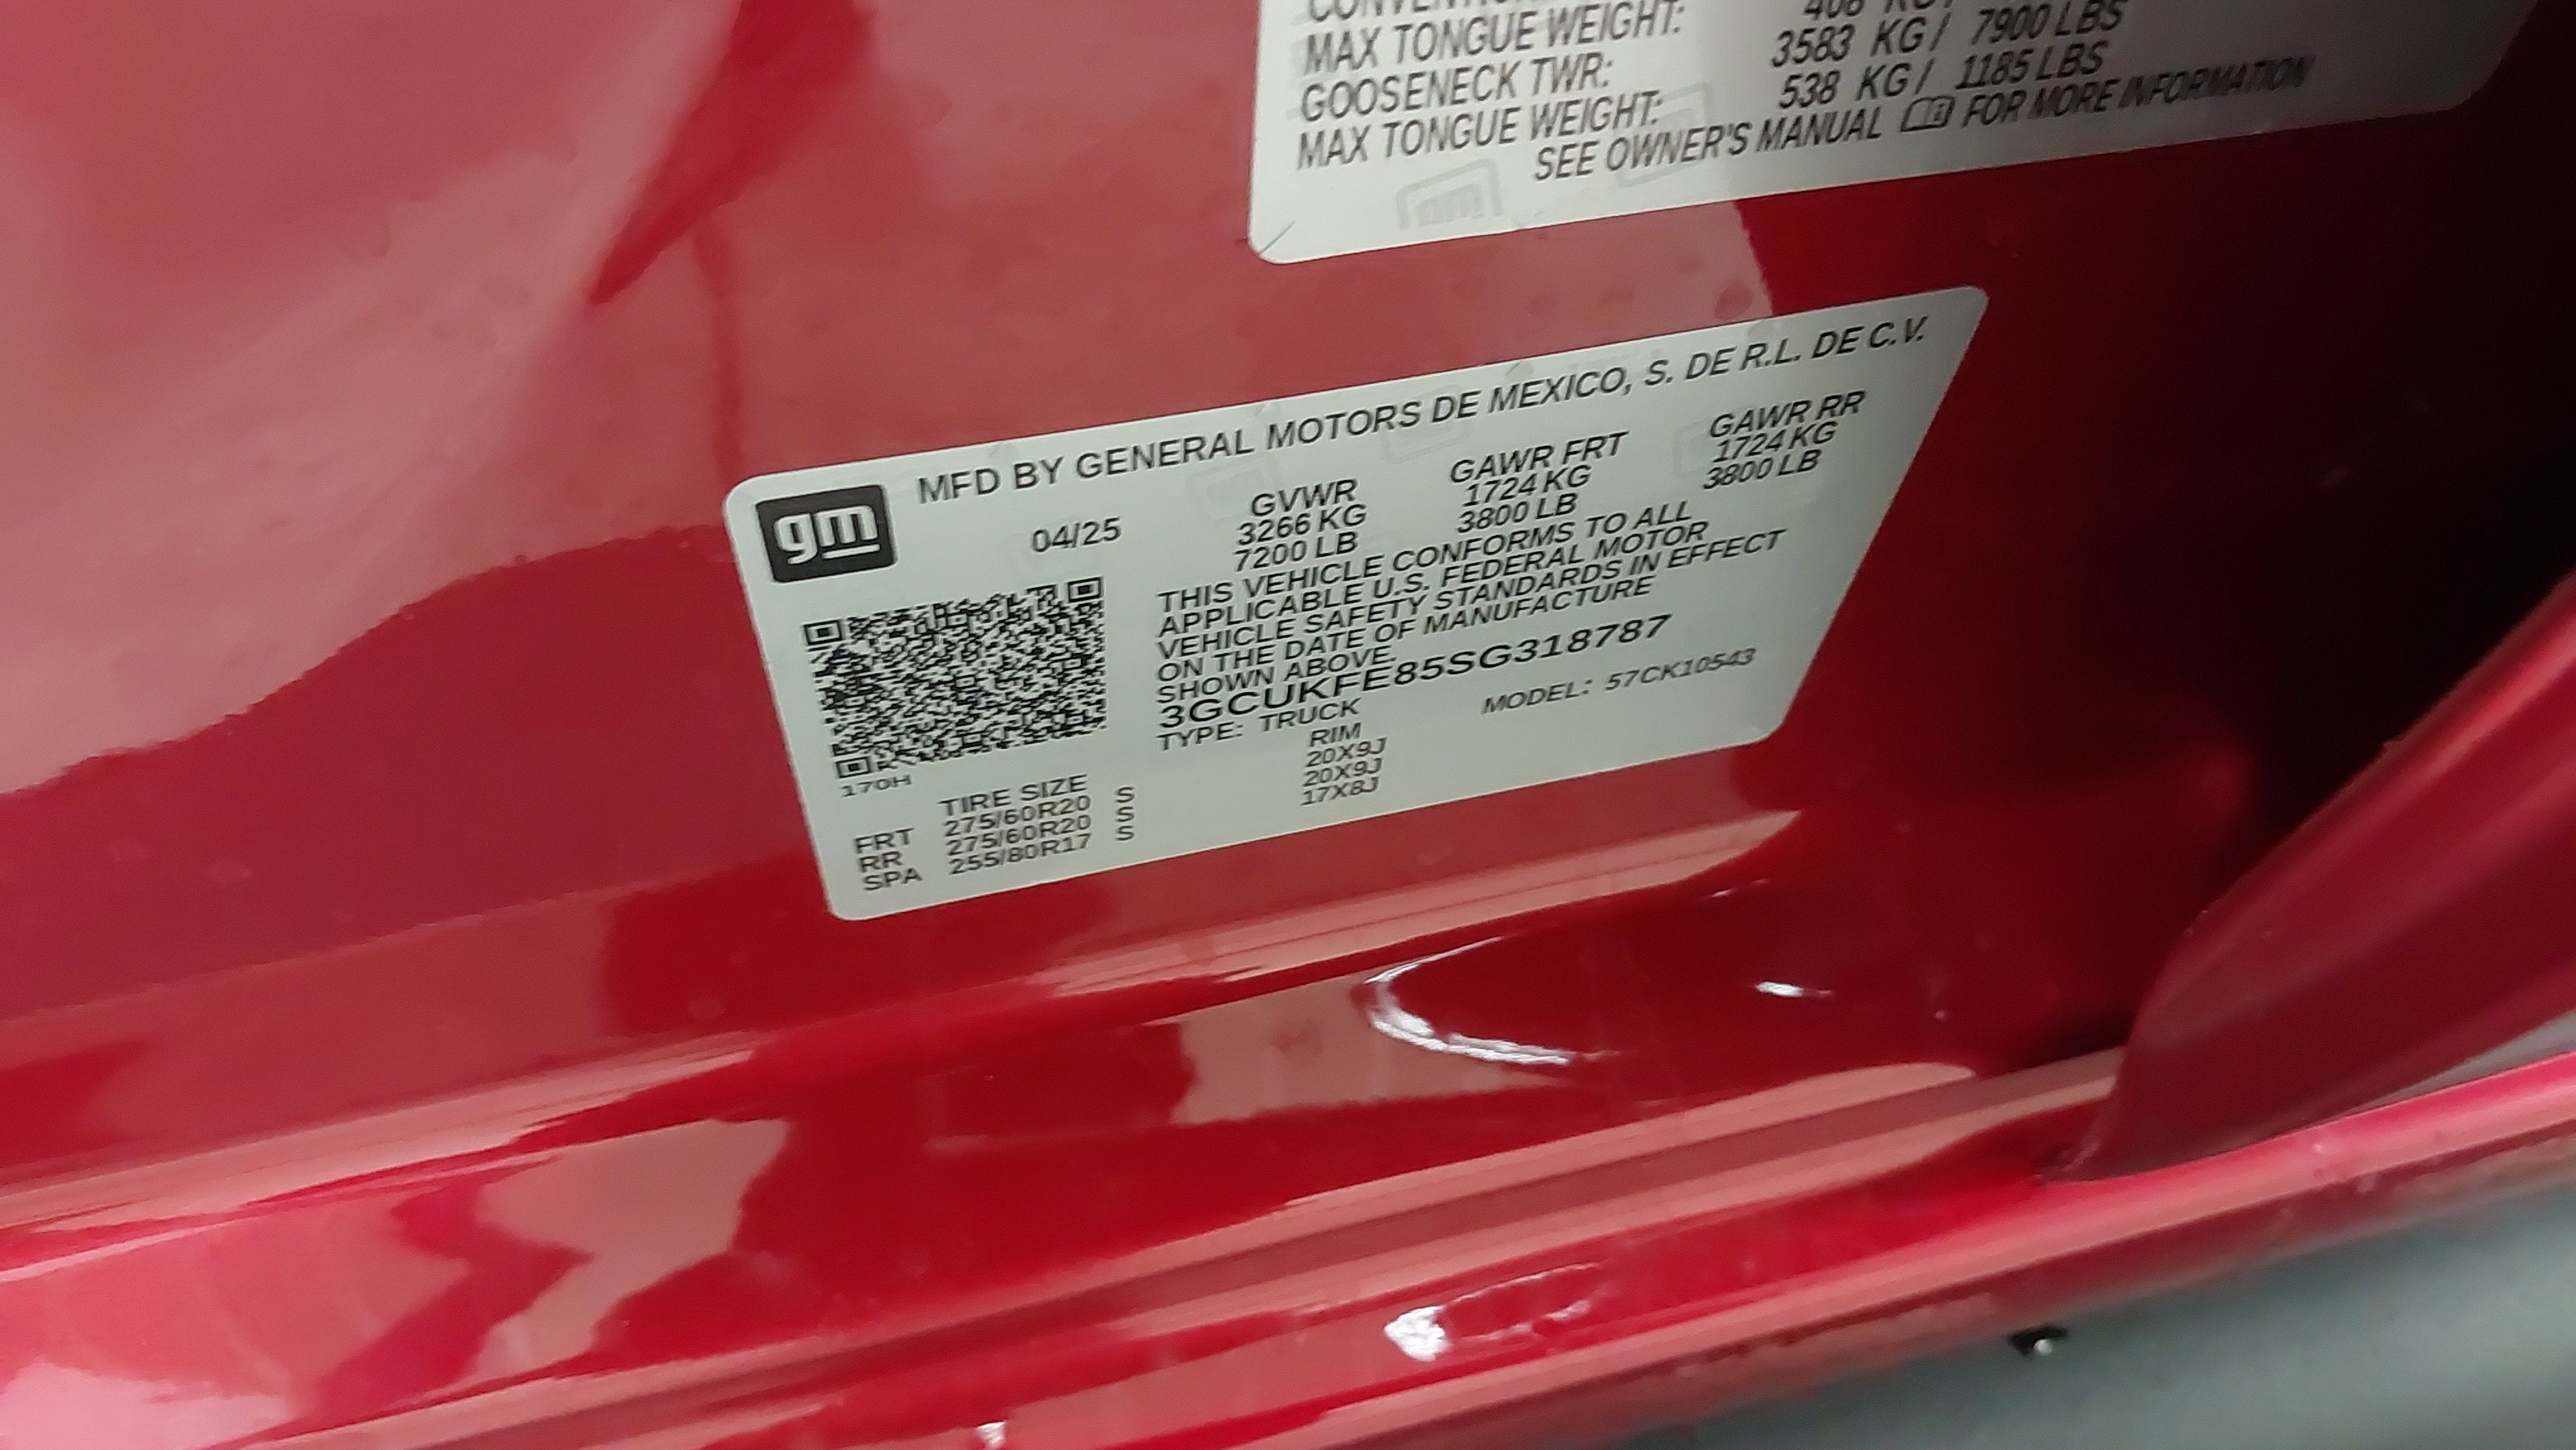 MAX TONGUE WEIGHT: 408
GOOSENECK TWR: 3583 KG / 7900 LBS
MAX TONGUE WEIGHT: 538 KG / 1185 LBS
SEE OWNER'S MANUAL FOR MORE INFORMATION
gm
MFD BY GENERAL MOTORS DE MEXICO, S. DE R.L. DE C.V.
04/25 GVWR GAWR FRT GAWR RR
3266 KG 1724 KG 1724 KG
7200 LB 3800 LB 3800 LB
THIS VEHICLE CONFORMS TO ALL
APPLICABLE U.S. FEDERAL MOTOR
VEHICLE SAFETY STANDARDS IN EFFECT
ON THE DATE OF MANUFACTURE
SHOWN ABOVE.
3GCUKFE85SG318787
TYPE: TRUCK MODEL: 57CK10543
170H
TIRE SIZE RIM
FRT 275/60R20 S 20X9J
RR 275/60R20 S 20X9J
SPA 255/80R17 S 17X8J